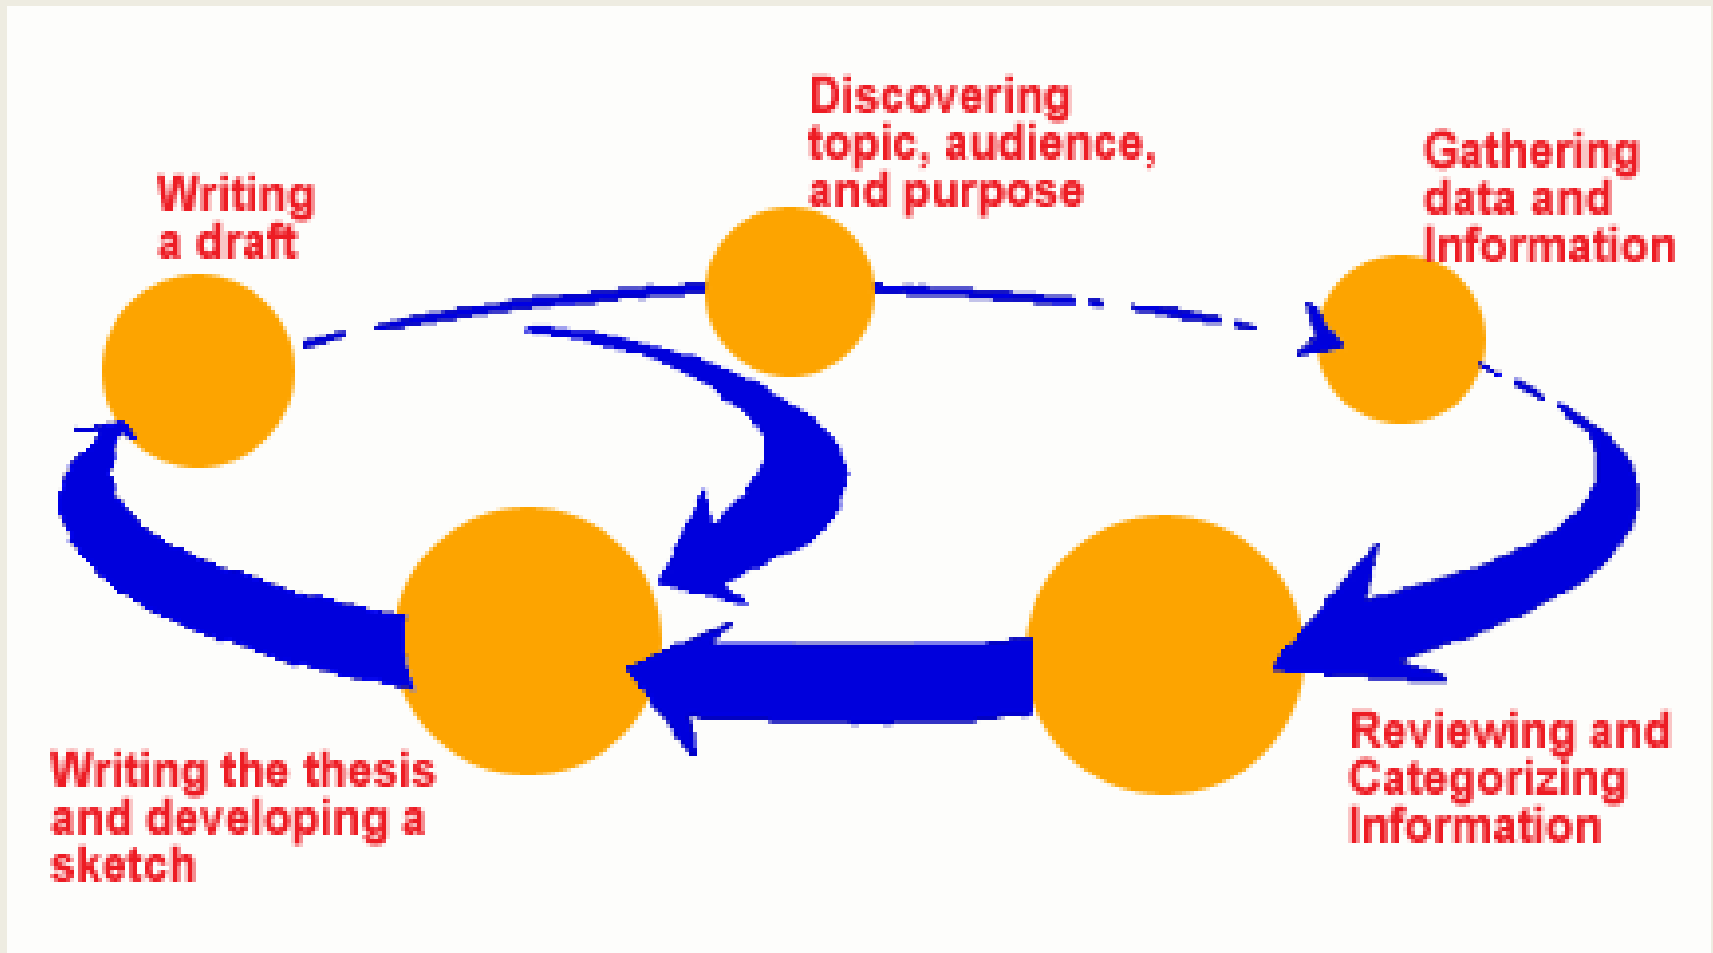 Discovering
topic, audience,
and purpose
Gathering
data and
Information
Writing
a draft
Reviewing and
Categorizing
Information
Writing the thesis
and developing a
sketch